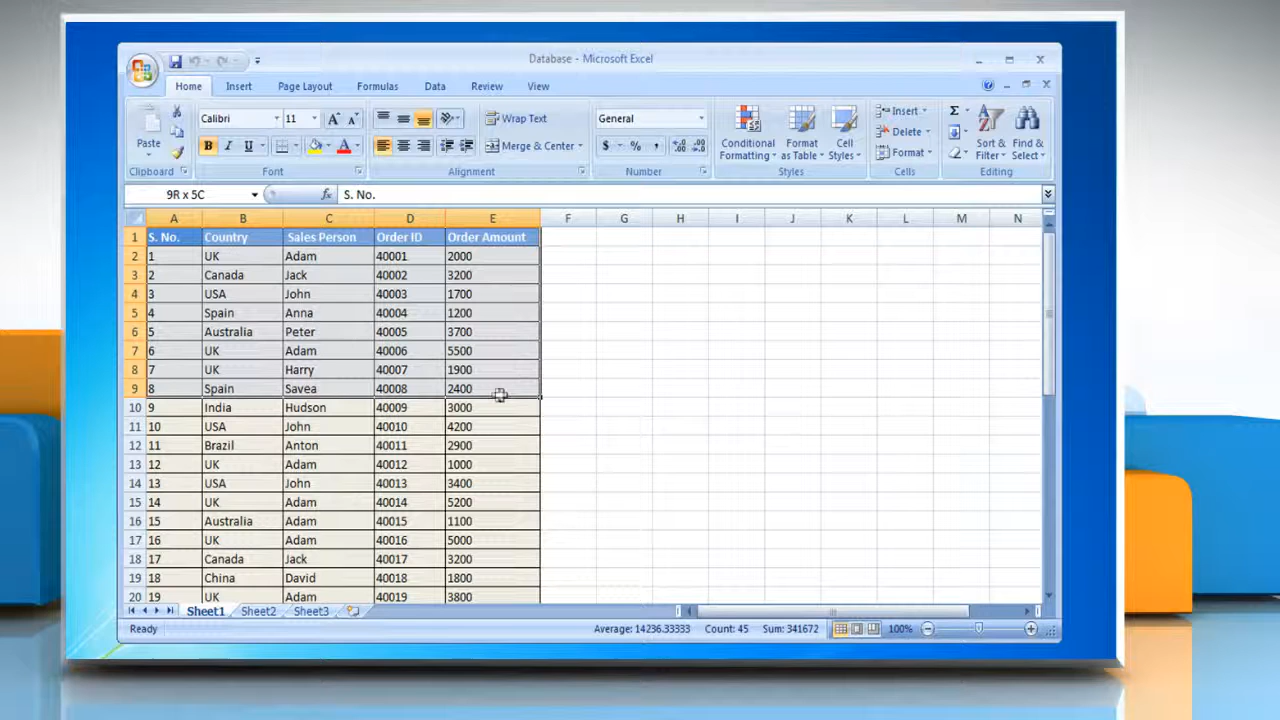 Database - Microsoft Excel
Home Insert Page Layout Formulas Data Review View
Paste
Clipboard
Calibri 11
B I U
Font
Wrap Text
Merge & Center
Alignment
General
$ % , .0 .00 .00 .0
Number
Conditional Formatting
Format as Table
Cell Styles
Styles
Insert
Delete
Format
Cells
Σ
Sort & Filter
Find & Select
Editing
9R x 5C fx S. No.
A B C D E F G H I J K L M N
1 S. No. Country Sales Person Order ID Order Amount
2 1 UK Adam 40001 2000
3 2 Canada Jack 40002 3200
4 3 USA John 40003 1700
5 4 Spain Anna 40004 1200
6 5 Australia Peter 40005 3700
7 6 UK Adam 40006 5500
8 7 UK Harry 40007 1900
9 8 Spain Savea 40008 2400
10 9 India Hudson 40009 3000
11 10 USA John 40010 4200
12 11 Brazil Anton 40011 2900
13 12 UK Adam 40012 1000
14 13 USA John 40013 3400
15 14 UK Adam 40014 5200
16 15 Australia Adam 40015 1100
17 16 UK Adam 40016 5000
18 17 Canada Jack 40017 3200
19 18 China David 40018 1800
20 19 UK Adam 40019 3800
Sheet1 Sheet2 Sheet3
Ready Average: 14236.33333 Count: 45 Sum: 341672 100%